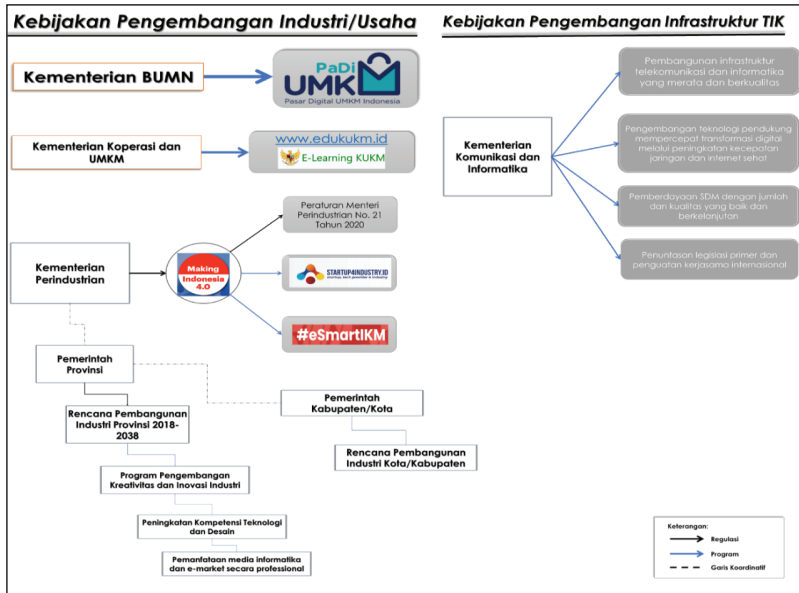 Kebijakan Pengembangan Industri/Usaha
Kebijakan Pengembangan Infrastruktur TIK
Kementerian BUMN
PaDi
UMKM
Pasar Digital UMKM Indonesia
Kementerian Koperasi dan
UMKM
www.edukukm.id
E-Learning KUKM
Kementerian
Perindustrian
Making
Indonesia
4.0
Peraturan Menteri
Perindustrian No. 21
Tahun 2020
STARTUP4INDUSTRY.ID
#eSmartIKM
Pemerintah
Provinsi
Rencana Pembangunan
Industri Provinsi 2018-
2038
Program Pengembangan
Kreativitas dan Inovasi Industri
Peningkatan Kompetensi Teknologi
dan Desain
Pemanfataan media informatika
dan e-market secara professional
Pemerintah
Kabupaten/Kota
Rencana Pembangunan
Industri Kota/Kabupaten
Kementerian
Komunikasi dan
Informatika
Pembangunan infrastruktur
telekomunikasi dan informatika
yang merata dan berkualitas
Pengembangan teknologi pendukung
mempercepat transformasi digital
melalui peningkatan kecepatan
jaringan dan internet sehat
Pemberdayaan SDM dengan jumlah
dan kualitas yang baik dan
berkelanjutan
Penuntasan legislasi primer dan
penguatan kerjasama internasional
Keterangan:
Regulasi
Program
Garis Koordinatif